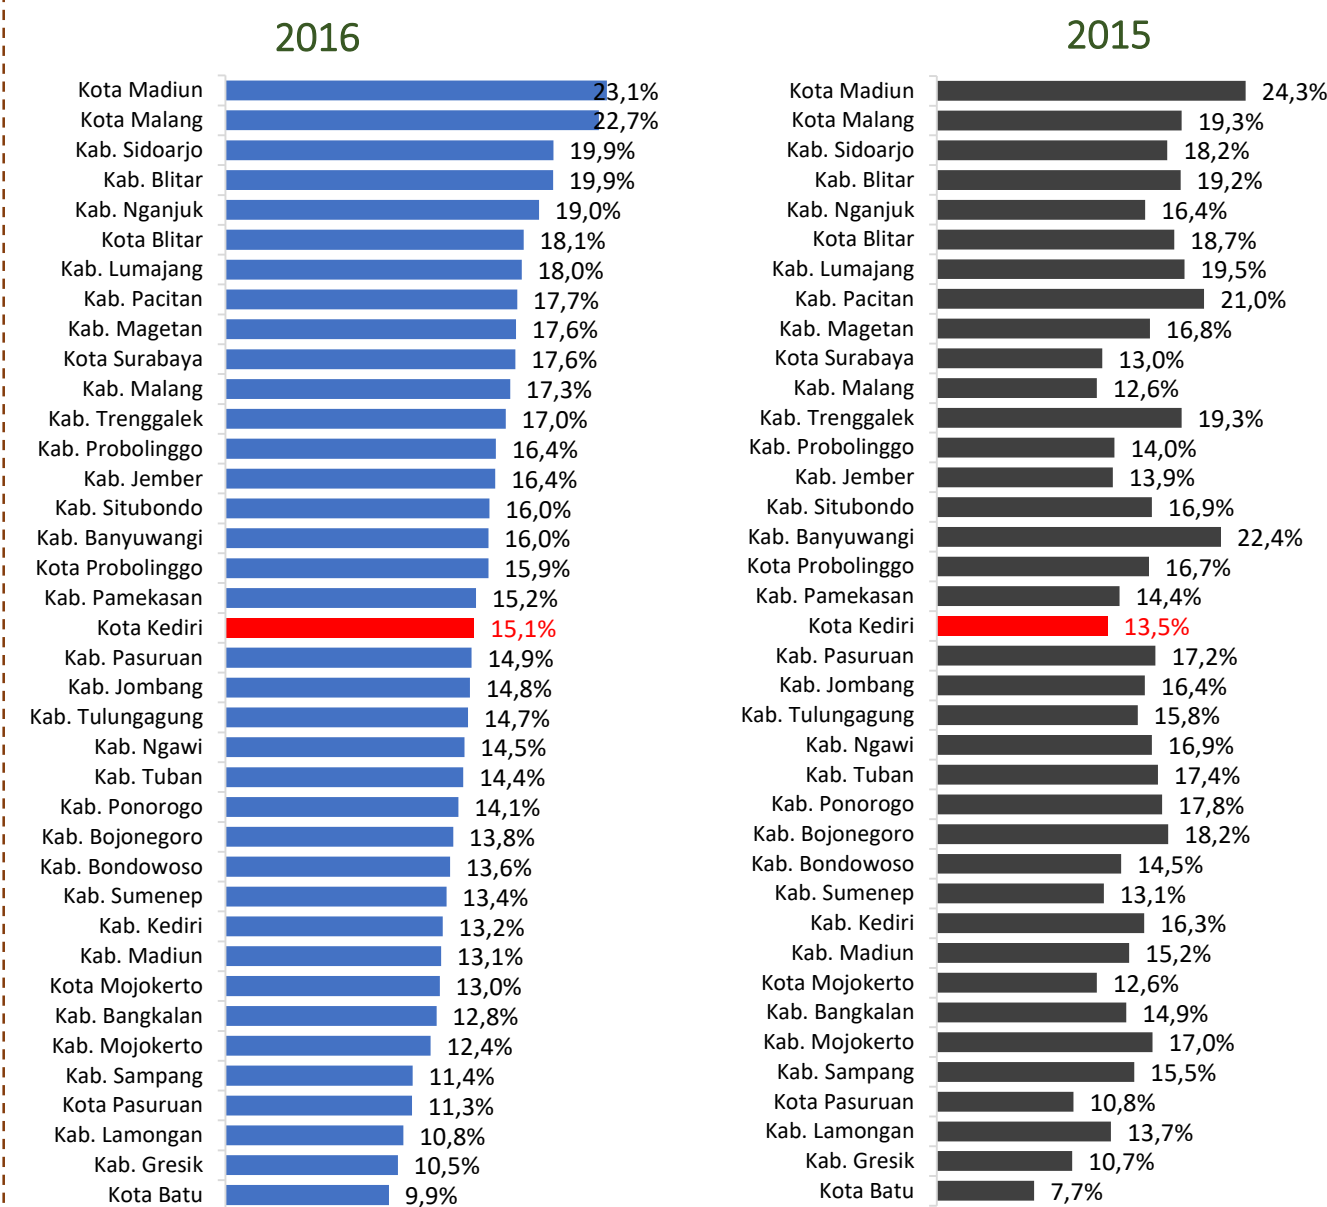 2016
Kota Madiun 23,1%
Kota Malang 22,7%
Kab. Sidoarjo 19,9%
Kab. Blitar 19,9%
Kab. Nganjuk 19,0%
Kota Blitar 18,1%
Kab. Lumajang 18,0%
Kab. Pacitan 17,7%
Kab. Magetan 17,6%
Kota Surabaya 17,6%
Kab. Malang 17,3%
Kab. Trenggalek 17,0%
Kab. Probolinggo 16,4%
Kab. Jember 16,4%
Kab. Situbondo 16,0%
Kab. Banyuwangi 16,0%
Kota Probolinggo 15,9%
Kab. Pamekasan 15,2%
Kota Kediri 15,1%
Kab. Pasuruan 14,9%
Kab. Jombang 14,8%
Kab. Tulungagung 14,7%
Kab. Ngawi 14,5%
Kab. Tuban 14,4%
Kab. Ponorogo 14,1%
Kab. Bojonegoro 13,8%
Kab. Bondowoso 13,6%
Kab. Sumenep 13,4%
Kab. Kediri 13,2%
Kab. Madiun 13,1%
Kota Mojokerto 13,0%
Kab. Bangkalan 12,8%
Kab. Mojokerto 12,4%
Kab. Sampang 11,4%
Kota Pasuruan 11,3%
Kab. Lamongan 10,8%
Kab. Gresik 10,5%
Kota Batu 9,9%
2015
Kota Madiun 24,3%
Kota Malang 19,3%
Kab. Sidoarjo 18,2%
Kab. Blitar 19,2%
Kab. Nganjuk 16,4%
Kota Blitar 18,7%
Kab. Lumajang 19,5%
Kab. Pacitan 21,0%
Kab. Magetan 16,8%
Kota Surabaya 13,0%
Kab. Malang 12,6%
Kab. Trenggalek 19,3%
Kab. Probolinggo 14,0%
Kab. Jember 13,9%
Kab. Situbondo 16,9%
Kab. Banyuwangi 22,4%
Kota Probolinggo 16,7%
Kab. Pamekasan 14,4%
Kota Kediri 13,5%
Kab. Pasuruan 17,2%
Kab. Jombang 16,4%
Kab. Tulungagung 15,8%
Kab. Ngawi 16,9%
Kab. Tuban 17,4%
Kab. Ponorogo 17,8%
Kab. Bojonegoro 18,2%
Kab. Bondowoso 14,5%
Kab. Sumenep 13,1%
Kab. Kediri 16,3%
Kab. Madiun 15,2%
Kota Mojokerto 12,6%
Kab. Bangkalan 14,9%
Kab. Mojokerto 17,0%
Kab. Sampang 15,5%
Kota Pasuruan 10,8%
Kab. Lamongan 13,7%
Kab. Gresik 10,7%
Kota Batu 7,7%